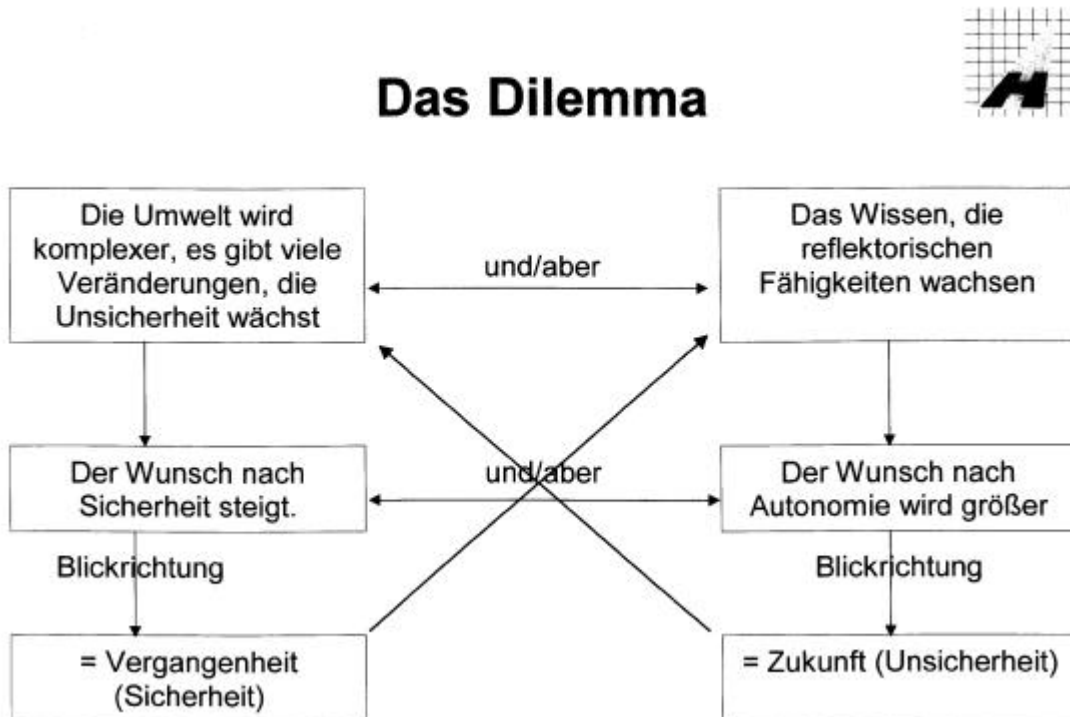 Das Dilemma
Die Umwelt wird
komplexer, es gibt viele
Veränderungen, die
Unsicherheit wächst
und/aber
Das Wissen, die
reflektorischen
Fähigkeiten wachsen
Der Wunsch nach
Sicherheit steigt.
und/aber
Der Wunsch nach
Autonomie wird größer
Blickrichtung
Blickrichtung
= Vergangenheit
(Sicherheit)
= Zukunft (Unsicherheit)